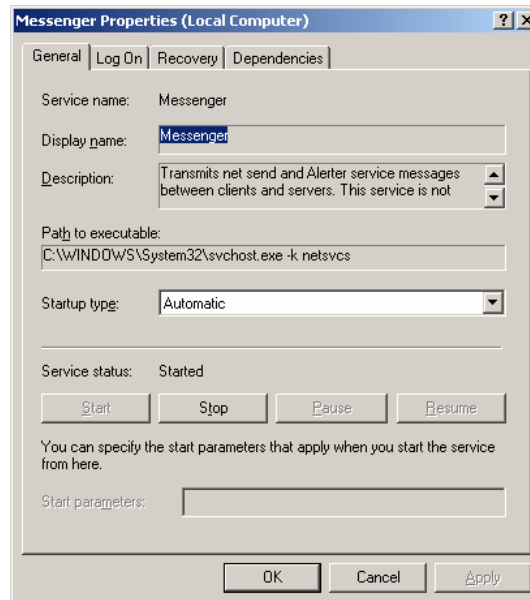 Messenger Properties (Local Computer)
General Log On Recovery Dependencies
Service name: Messenger
Display name: Messenger
Description: Transmits net send and Alerter service messages
between clients and servers. This service is not
Path to executable:
C:\WINDOWS\System32\svchost.exe -k netsvcs
Startup type: Automatic
Service status: Started
Start Stop Pause Resume
You can specify the start parameters that apply when you start the service
from here.
Start parameters:
OK Cancel Apply